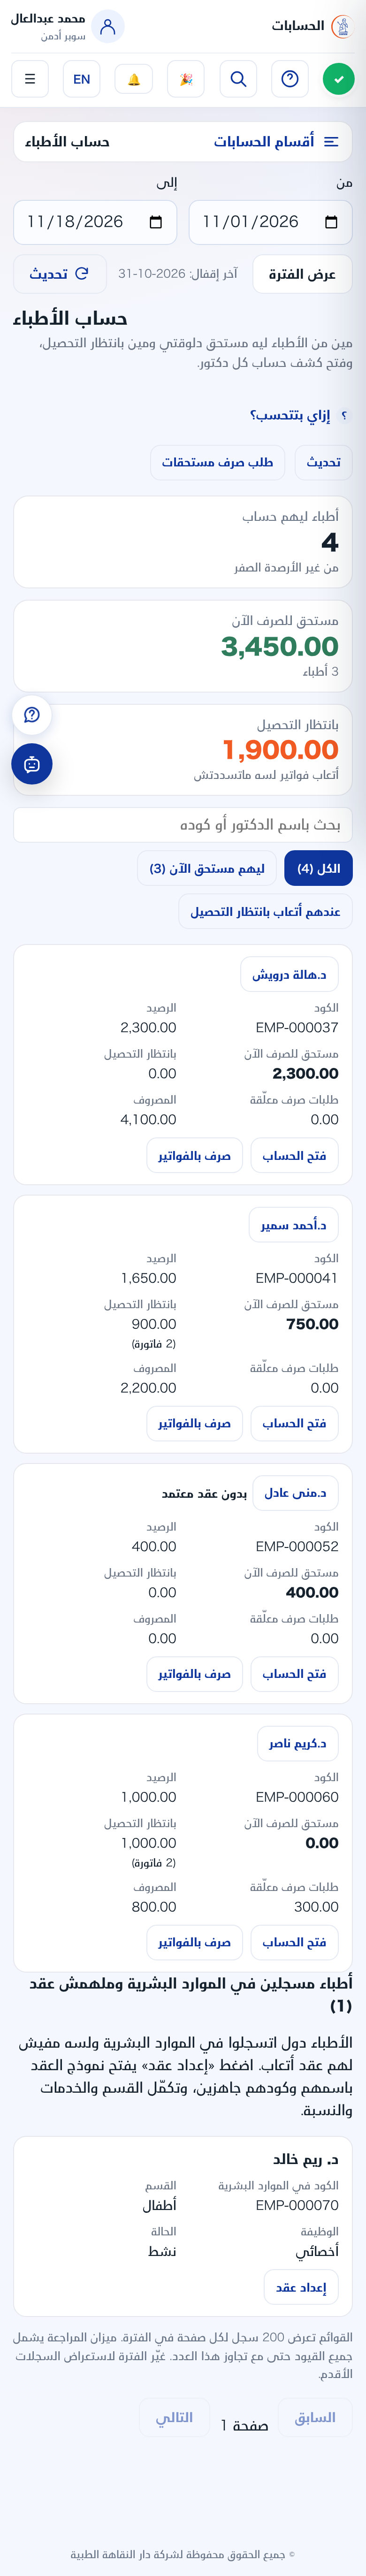 الحسابات
محمد عبدالعال
سوبر أدمن
EN
أقسام الحسابات
حساب الأطباء
من
إلى
11/01/2026
11/18/2026
عرض الفترة
آخر إقفال: 2026-10-31
تحديث
حساب الأطباء
مين من الأطباء ليه مستحق دلوقتي ومين بانتظار التحصيل،
وفتح كشف حساب كل دكتور.
؟ إزاي بتتحسب؟
تحديث
طلب صرف مستحقات
أطباء ليهم حساب
4
من غير الأرصدة الصفر
مستحق للصرف الآن
3,450.00
3 أطباء
بانتظار التحصيل
1,900.00
أتعاب فواتير لسه ماتسددتش
بحث باسم الدكتور أو كوده
الكل (4)
ليهم مستحق الآن (3)
عندهم أتعاب بانتظار التحصيل
د.هالة درويش
الكود
الرصيد
EMP-000037
2,300.00
مستحق للصرف الآن
بانتظار التحصيل
2,300.00
0.00
طلبات صرف معلّقة
المصروف
0.00
4,100.00
فتح الحساب
صرف بالفواتير
د.أحمد سمير
الكود
الرصيد
EMP-000041
1,650.00
مستحق للصرف الآن
بانتظار التحصيل
750.00
900.00
(2 فاتورة)
طلبات صرف معلّقة
المصروف
0.00
2,200.00
فتح الحساب
صرف بالفواتير
د.منى عادل
بدون عقد معتمد
الكود
الرصيد
EMP-000052
400.00
مستحق للصرف الآن
بانتظار التحصيل
400.00
0.00
طلبات صرف معلّقة
المصروف
0.00
0.00
فتح الحساب
صرف بالفواتير
د.كريم ناصر
الكود
الرصيد
EMP-000060
1,000.00
مستحق للصرف الآن
بانتظار التحصيل
0.00
1,000.00
(2 فاتورة)
طلبات صرف معلّقة
المصروف
300.00
800.00
فتح الحساب
صرف بالفواتير
أطباء مسجلين في الموارد البشرية وملهمش عقد
(1)
الأطباء دول اتسجلوا في الموارد البشرية ولسه مفيش
لهم عقد أتعاب. اضغط «إعداد عقد» يفتح نموذج العقد
باسمهم وكودهم جاهزين، وتكمّل القسم والخدمات
والنسبة.
د. ريم خالد
الكود في الموارد البشرية
القسم
EMP-000070
أطفال
الوظيفة
الحالة
أخصائي
نشط
إعداد عقد
القوائم تعرض 200 سجل لكل صفحة في الفترة. ميزان المراجعة يشمل
جميع القيود حتى مع تجاوز هذا العدد. غيّر الفترة لاستعراض السجلات
الأقدم.
السابق
صفحة 1
التالي
© جميع الحقوق محفوظة لشركة دار النقاهة الطبية